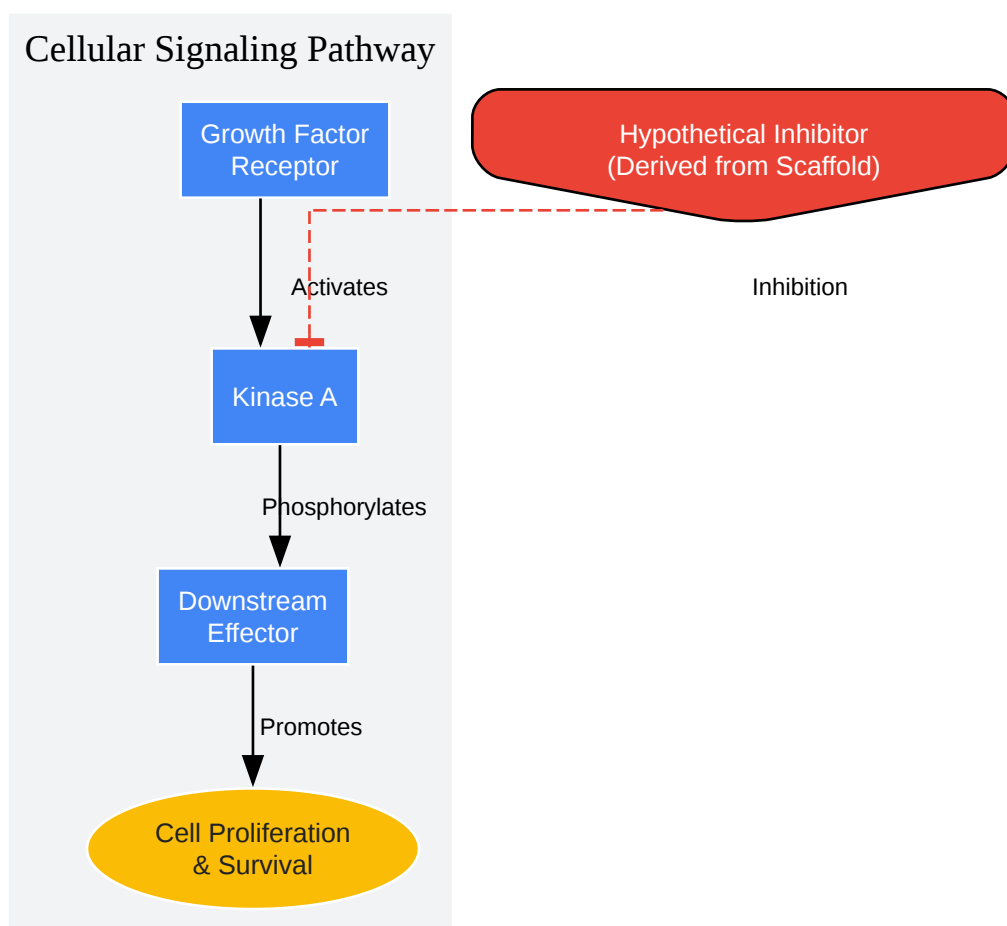 Cellular Signaling Pathway
Growth Factor
Receptor
Hypothetical Inhibitor
(Derived from Scaffold)
Activates
Inhibition
Kinase A
Phosphorylates
Downstream
Effector
Promotes
Cell Proliferation
& Survival